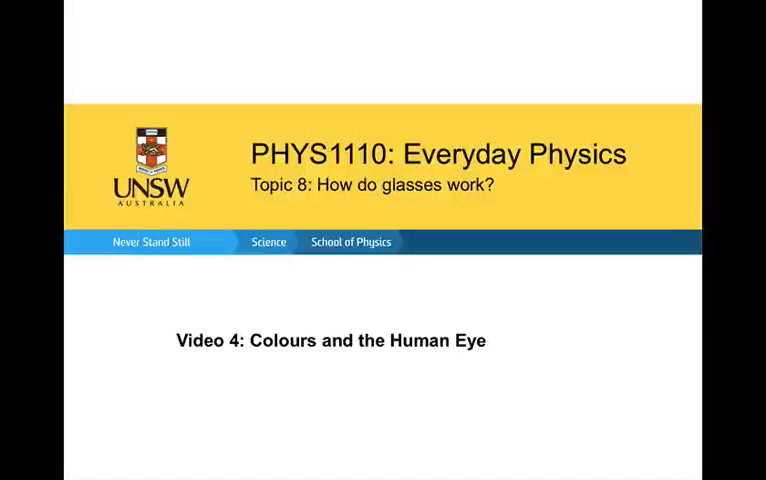 PHYS1110: Everyday Physics
Topic 8: How do glasses work?
UNSW
AUSTRALIA
Never Stand Still
Science
School of Physics
Video 4: Colours and the Human Eye